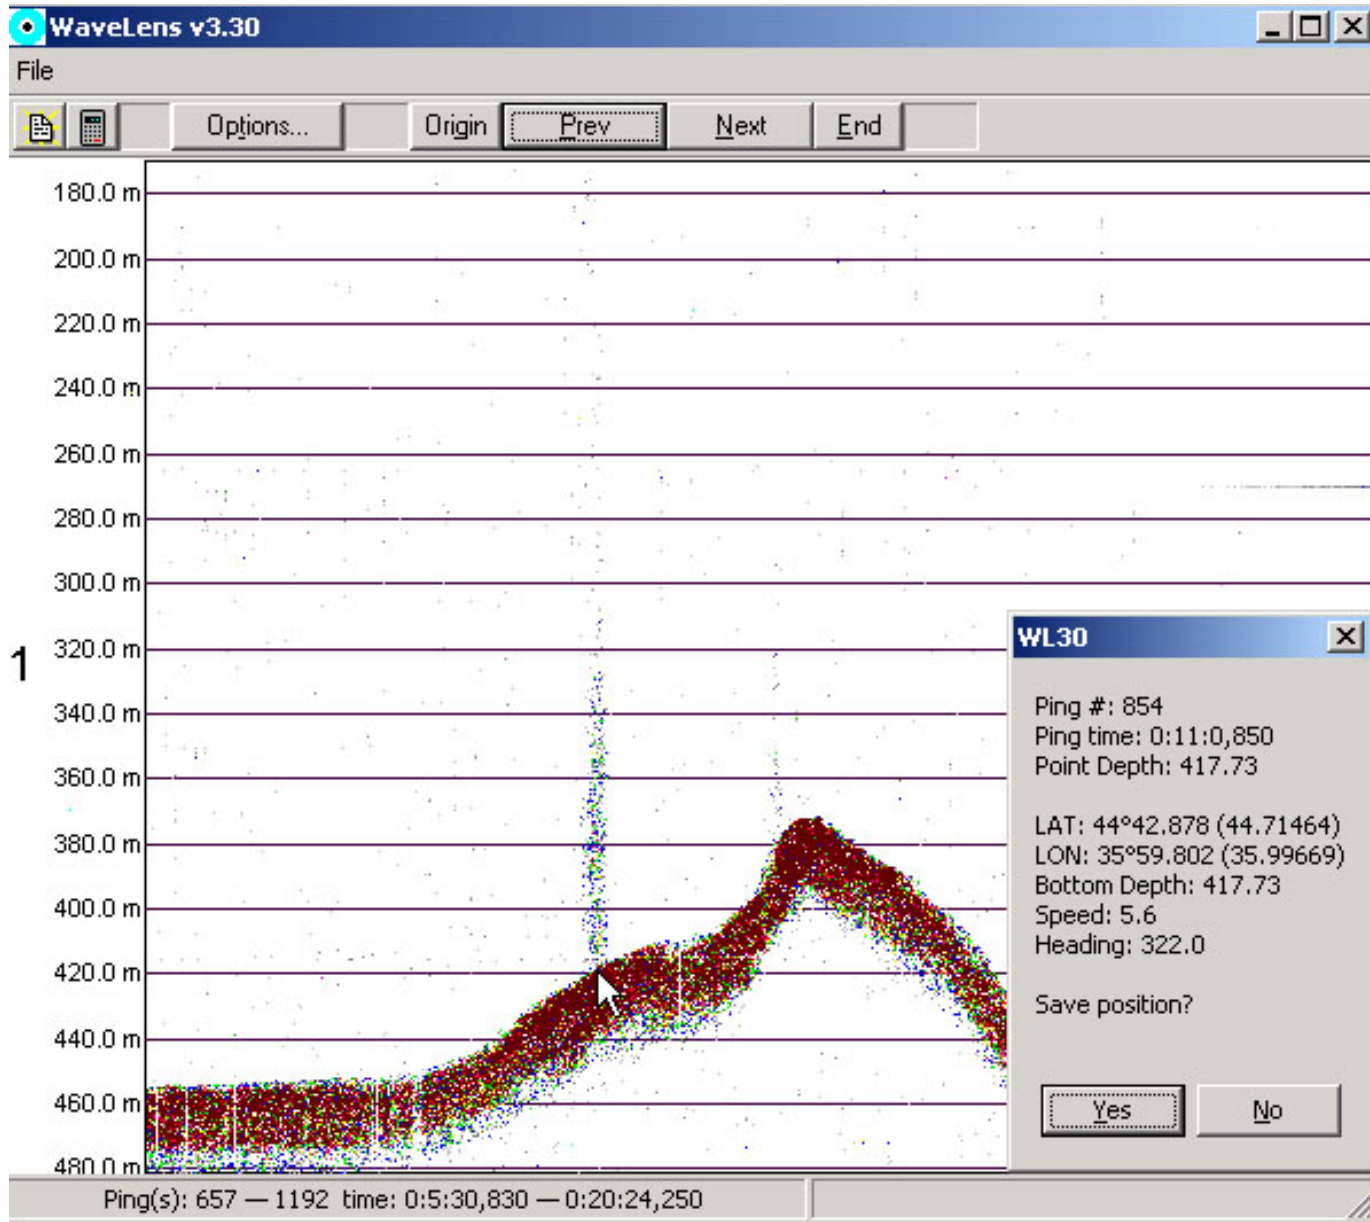 WaveLens v3.30
File
Options... Origin Prev Next End
180.0 m
200.0 m
220.0 m
240.0 m
260.0 m
280.0 m
300.0 m
1
320.0 m
340.0 m
360.0 m
380.0 m
400.0 m
420.0 m
440.0 m
460.0 m
480.0 m
WL30
Ping #: 854
Ping time: 0:11:0,850
Point Depth: 417.73
LAT: 44°42.878 (44.71464)
LON: 35°59.802 (35.99669)
Bottom Depth: 417.73
Speed: 5.6
Heading: 322.0
Save position?
Yes No
Ping(s): 657 — 1192 time: 0:5:30,830 — 0:20:24,250